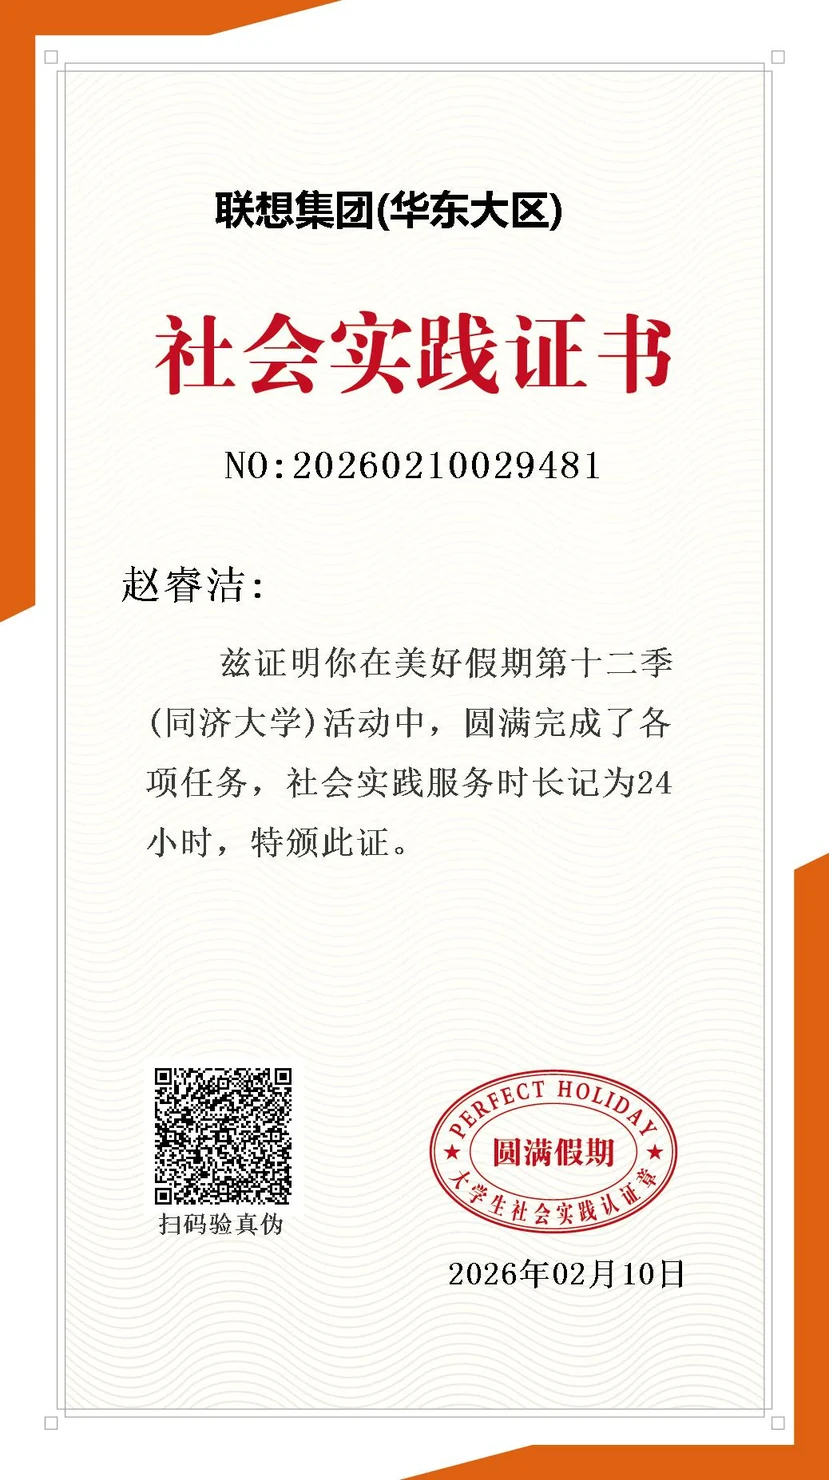 联想集团(华东大区)
社会实践证书
NO:20260210029481
赵睿洁:
兹证明你在美好假期第十二季
(同济大学)活动中，圆满完成了各
项任务，社会实践服务时长记为24
小时，特颁此证。
PERFECT HOLIDAY
圆满假期
大学生社会实践认证章
扫码验真伪
2026年02月10日